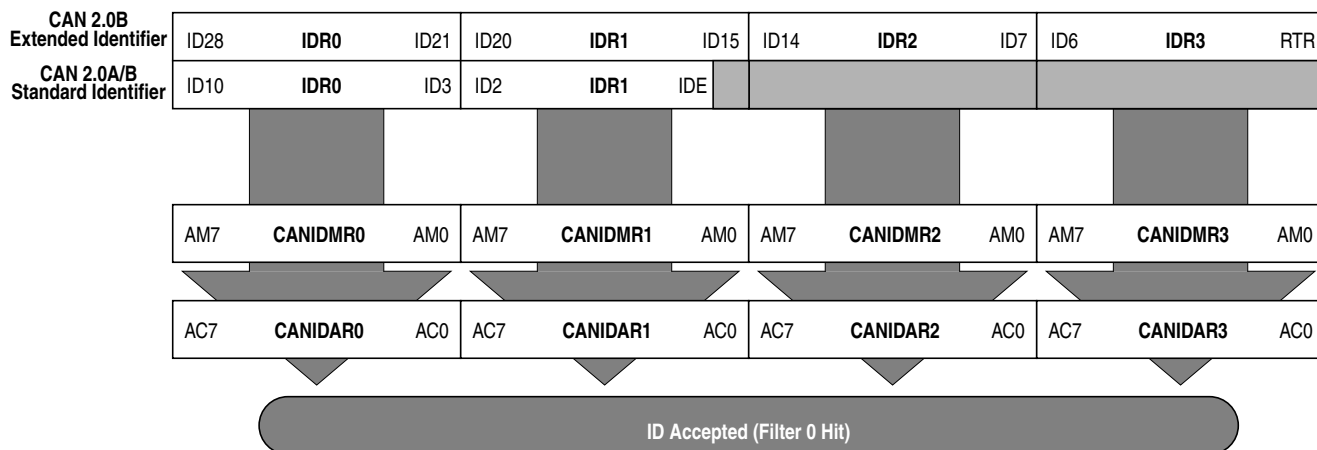 CAN 2.0B
Extended Identifier
ID28 IDR0 ID21 ID20 IDR1 ID15 ID14 IDR2 ID7 ID6 IDR3 RTR
CAN 2.0A/B
Standard Identifier
ID10 IDR0 ID3 ID2 IDR1 IDE
AM7 CANIDMR0 AM0 AM7 CANIDMR1 AM0 AM7 CANIDMR2 AM0 AM7 CANIDMR3 AM0
AC7 CANIDAR0 AC0 AC7 CANIDAR1 AC0 AC7 CANIDAR2 AC0 AC7 CANIDAR3 AC0
ID Accepted (Filter 0 Hit)